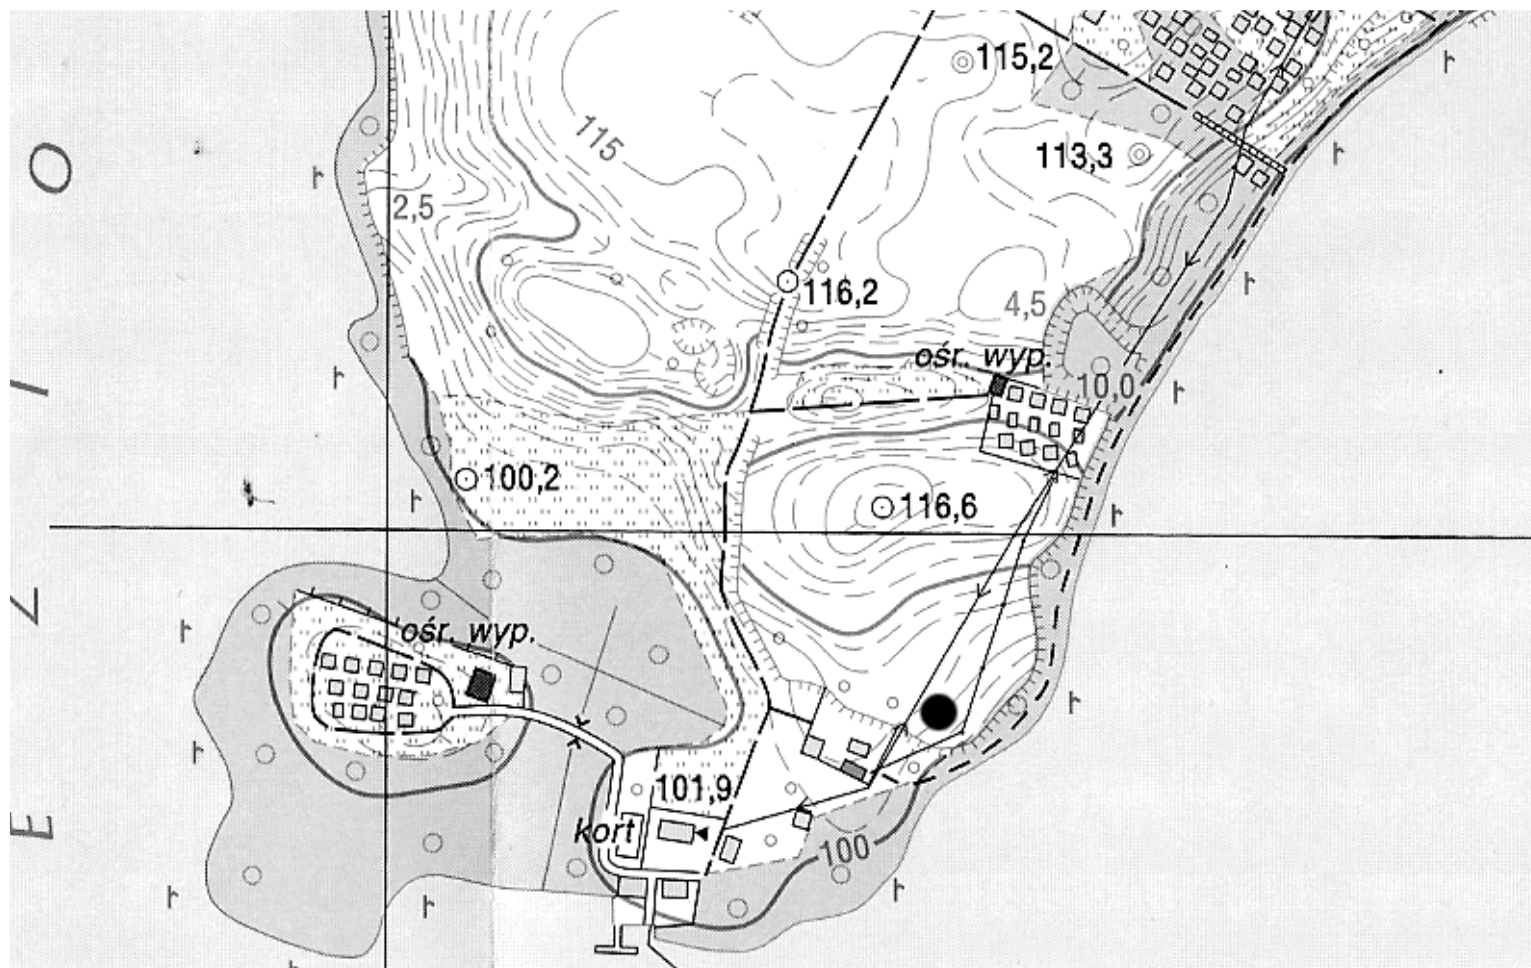 115,2
115
113,3
2,5
116,2
4,5
ośr. wyp.
10,0
100,2
116,6
ośr. wyp.
101,9
kort
100
J E Z I O